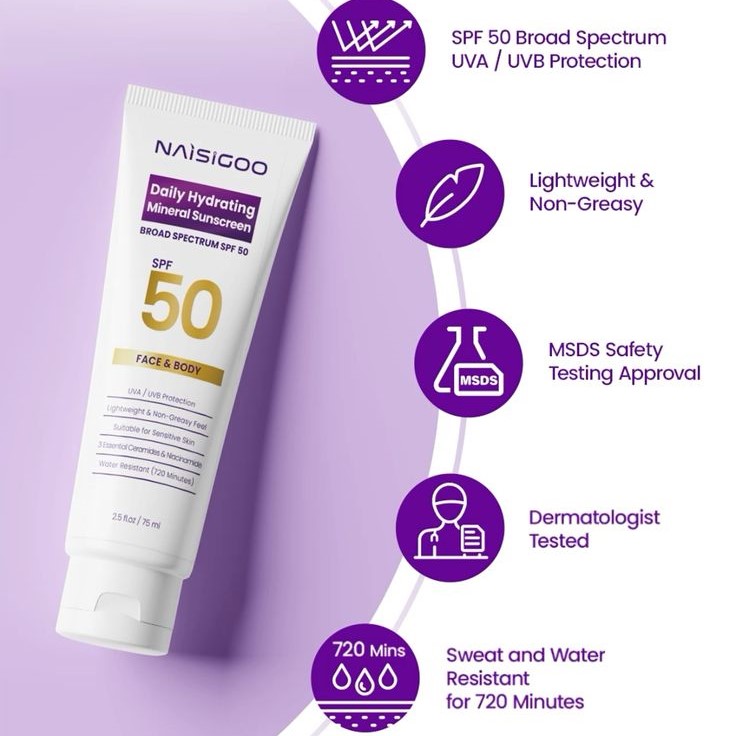 NAISIGOO
Daily Hydrating
Mineral Sunscreen
BROAD SPECTRUM SPF 50
SPF
50
FACE & BODY
UVA / UVB Protection
Lightweight & Non-Greasy Feel
Suitable for Sensitive Skin
3 Essential Ceramides & Niacinamide
Water Resistant (720 Minutes)
2.5 fl oz / 75 ml
SPF 50 Broad Spectrum
UVA / UVB Protection
Lightweight &
Non-Greasy
MSDS
MSDS Safety
Testing Approval
Dermatologist
Tested
720 Mins
Sweat and Water
Resistant
for 720 Minutes